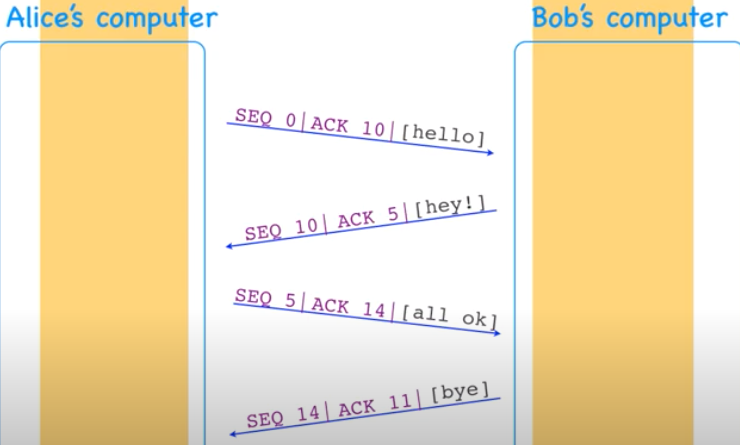 Alice's computer
Bob's computer
SEQ 0|ACK 10|[hello]
SEQ 10| ACK 5|[hey!]
SEQ 5|ACK 14|[all ok]
SEQ 14| ACK 11| [bye]